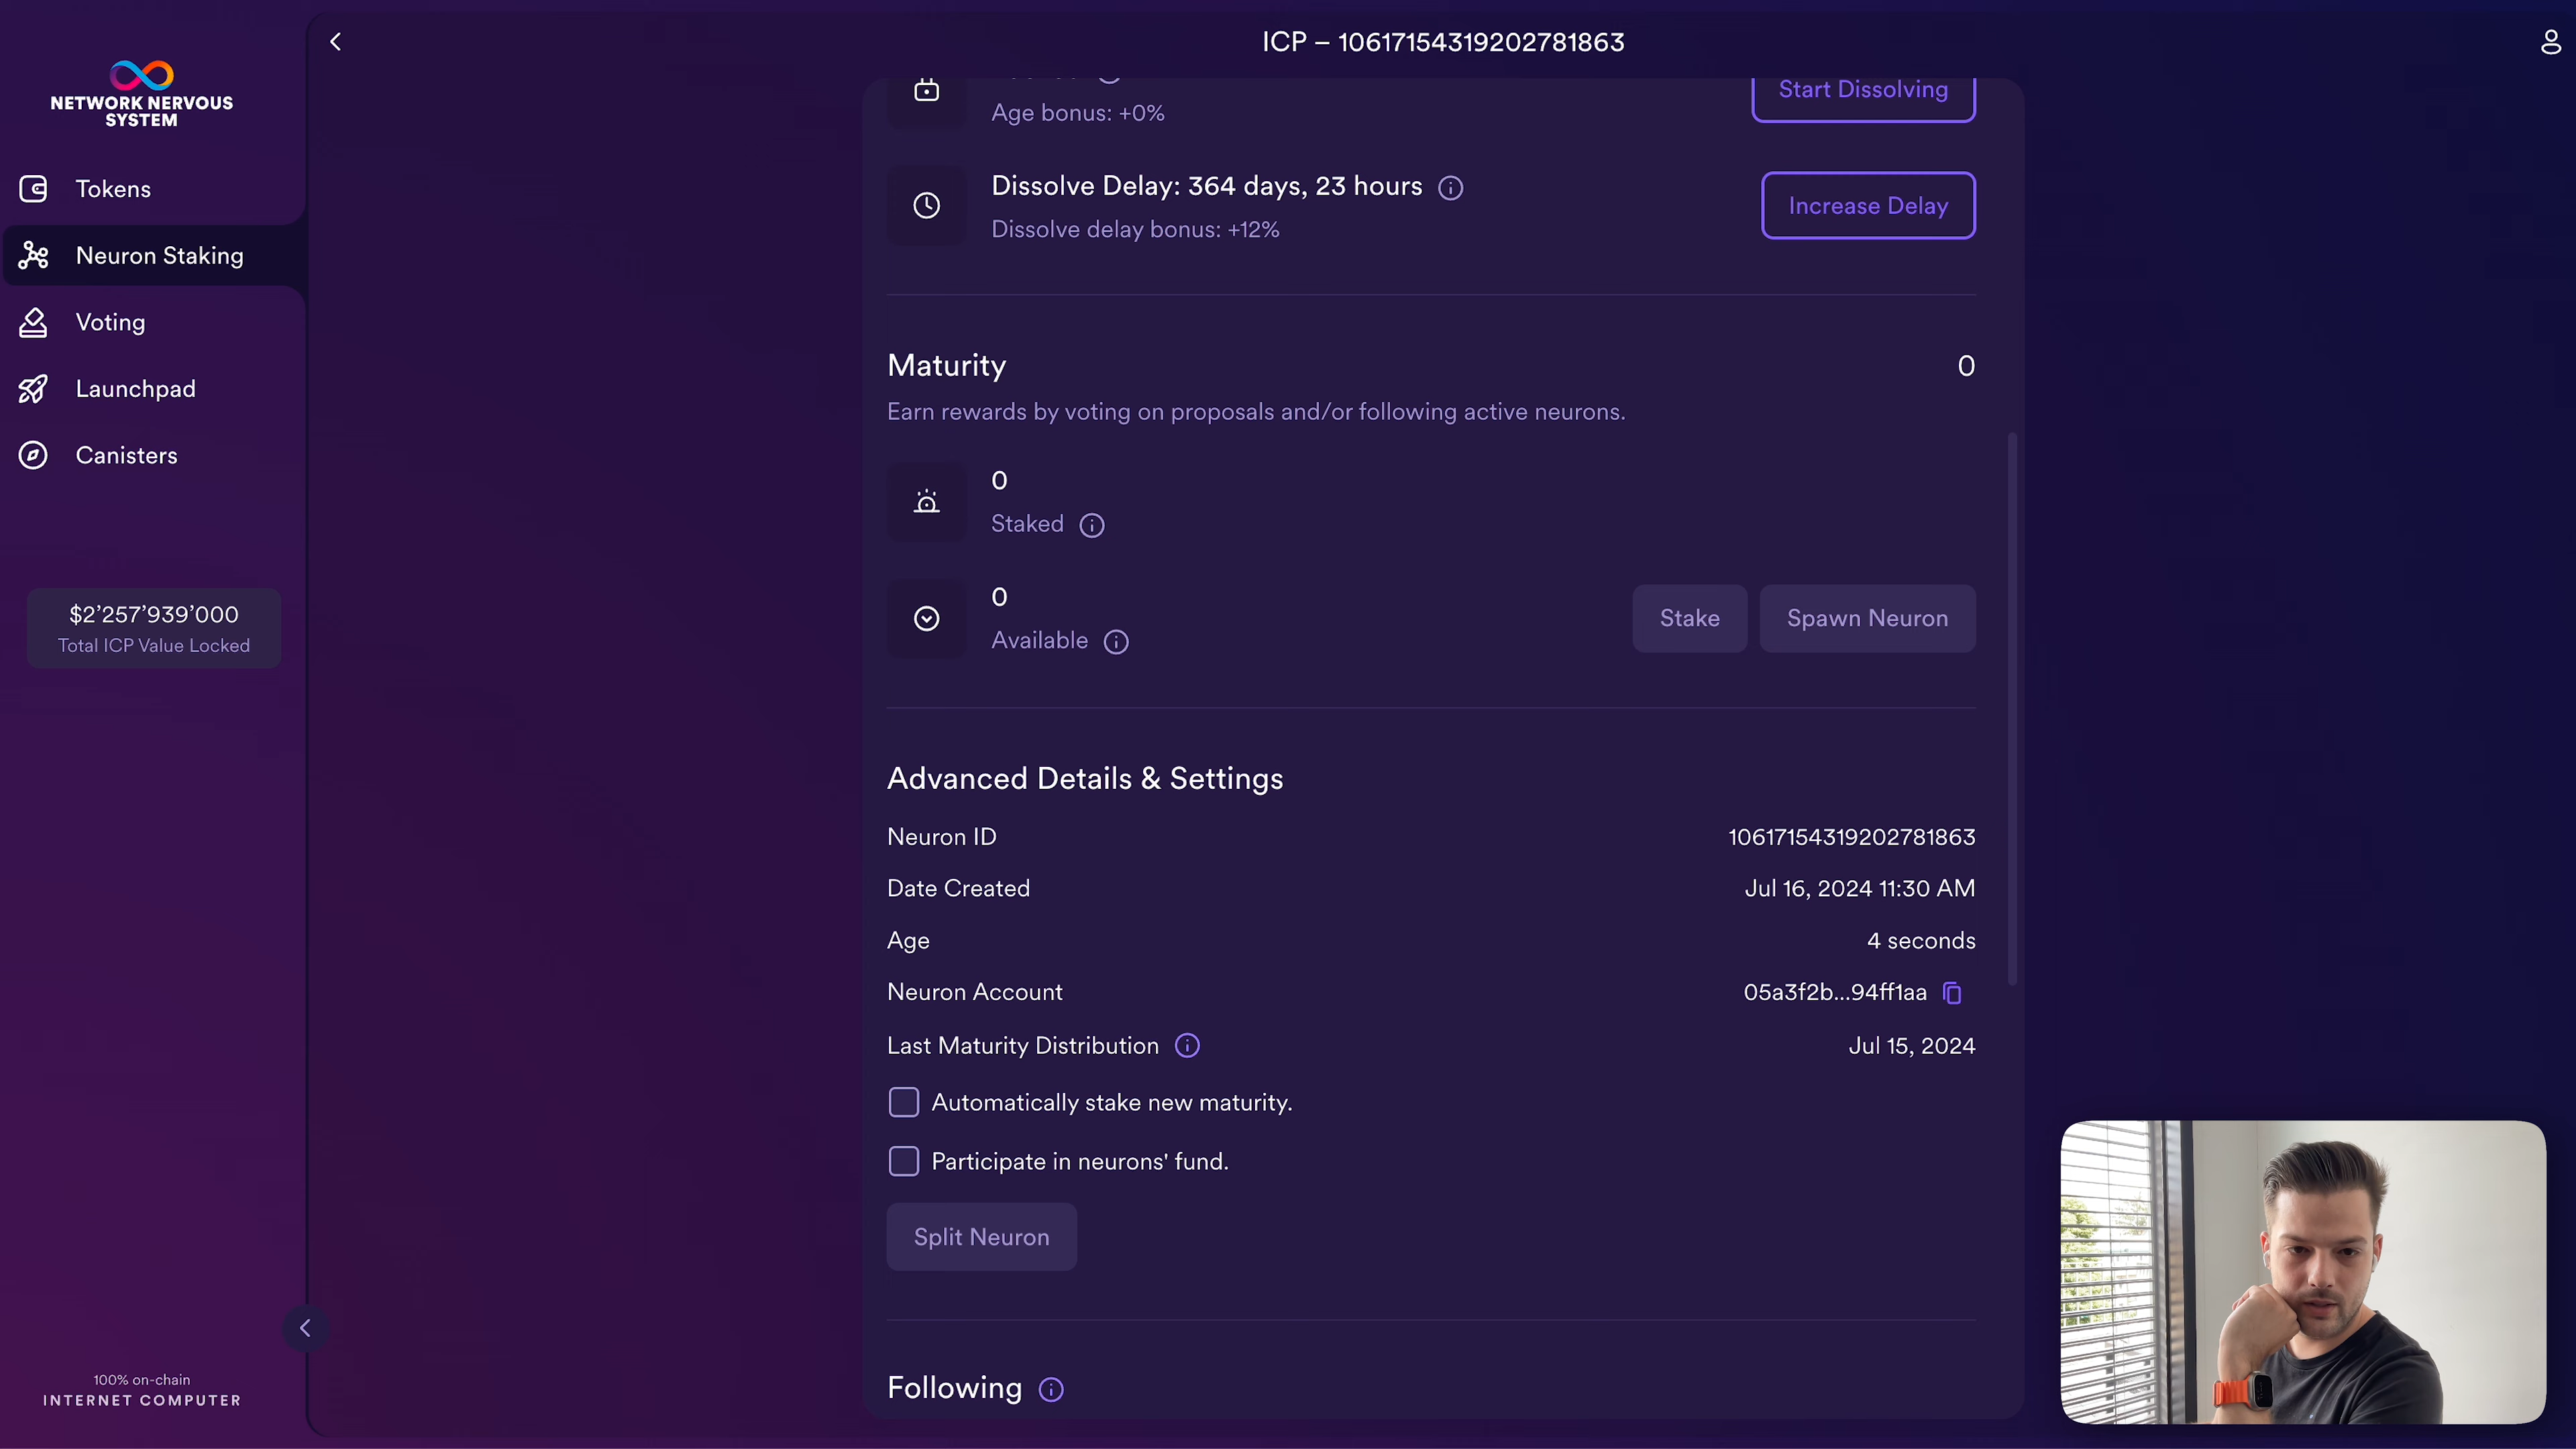 NETWORK NERVOUS
SYSTEM
Tokens
Neuron Staking
Voting
Launchpad
Canisters
$2’257’939’000
Total ICP Value Locked
100% on-chain
INTERNET COMPUTER
ICP – 10617154319202781863
Age bonus: +0%
Start Dissolving
Dissolve Delay: 364 days, 23 hours
Dissolve delay bonus: +12%
Increase Delay
Maturity 0
Earn rewards by voting on proposals and/or following active neurons.
0
Staked
0
Available
Stake Spawn Neuron
Advanced Details & Settings
Neuron ID 10617154319202781863
Date Created Jul 16, 2024 11:30 AM
Age 4 seconds
Neuron Account 05a3f2b...94ff1aa
Last Maturity Distribution Jul 15, 2024
Automatically stake new maturity.
Participate in neurons' fund.
Split Neuron
Following